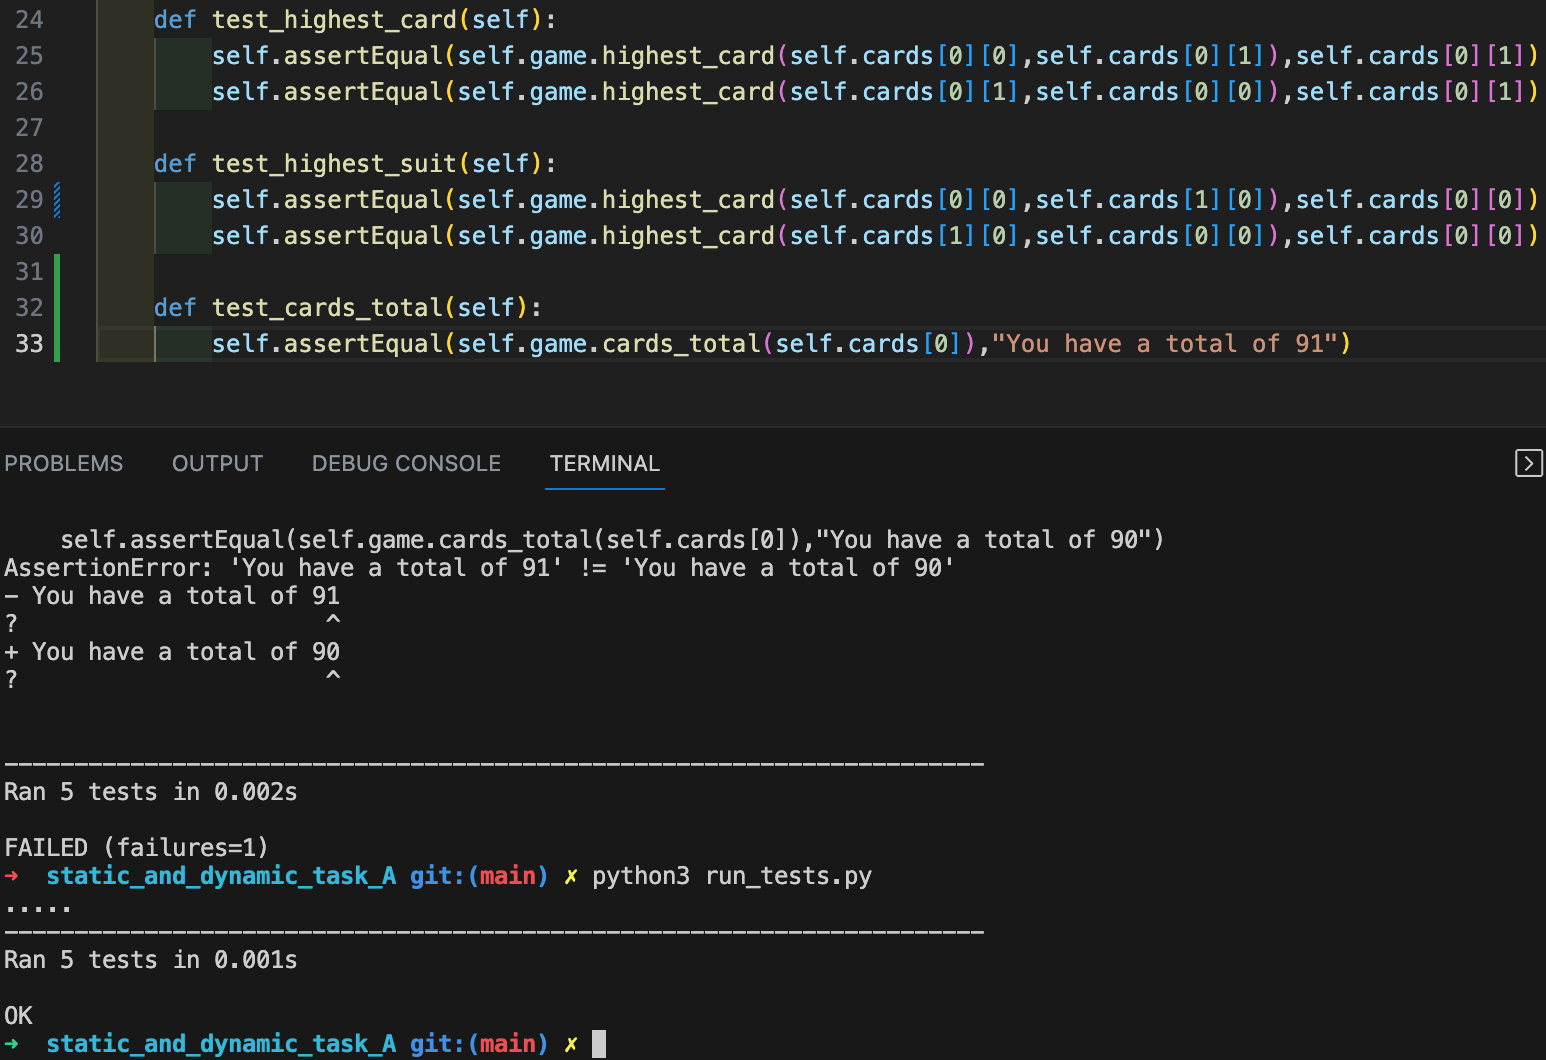 24 def test_highest_card(self):
25 self.assertEqual(self.game.highest_card(self.cards[0][0],self.cards[0][1]),self.cards[0][1])
26 self.assertEqual(self.game.highest_card(self.cards[0][1],self.cards[0][0]),self.cards[0][1])
27
28 def test_highest_suit(self):
29 self.assertEqual(self.game.highest_card(self.cards[0][0],self.cards[1][0]),self.cards[0][0])
30 self.assertEqual(self.game.highest_card(self.cards[1][0],self.cards[0][0]),self.cards[0][0])
31
32 def test_cards_total(self):
33 self.assertEqual(self.game.cards_total(self.cards[0]),"You have a total of 91")
PROBLEMS OUTPUT DEBUG CONSOLE TERMINAL
self.assertEqual(self.game.cards_total(self.cards[0]),"You have a total of 90")
AssertionError: 'You have a total of 91' != 'You have a total of 90'
- You have a total of 91
? ^
+ You have a total of 90
? ^
----------------------------------------------------------------------
Ran 5 tests in 0.002s
FAILED (failures=1)
→ static_and_dynamic_task_A git:(main) ✗ python3 run_tests.py
.....
----------------------------------------------------------------------
Ran 5 tests in 0.001s
OK
→ static_and_dynamic_task_A git:(main) ✗